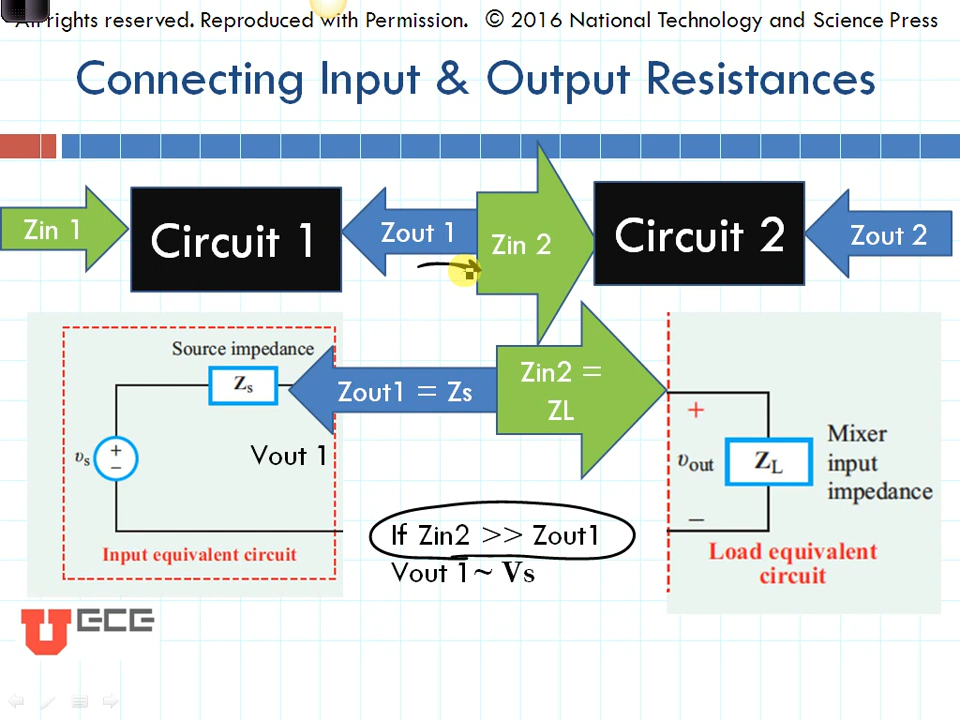 All rights reserved. Reproduced with Permission. © 2016 National Technology and Science Press
Connecting Input & Output Resistances
Zin 1
Circuit 1
Zout 1
Zin 2
Circuit 2
Zout 2
Source impedance
Zs
Zout1 = Zs
Zin2 =
ZL
+
υs
+
−
Vout 1
υout
ZL
Mixer
input
impedance
−
Input equivalent circuit
If Zin2 >> Zout1
Vout 1~ Vs
Load equivalent
circuit
U ECE